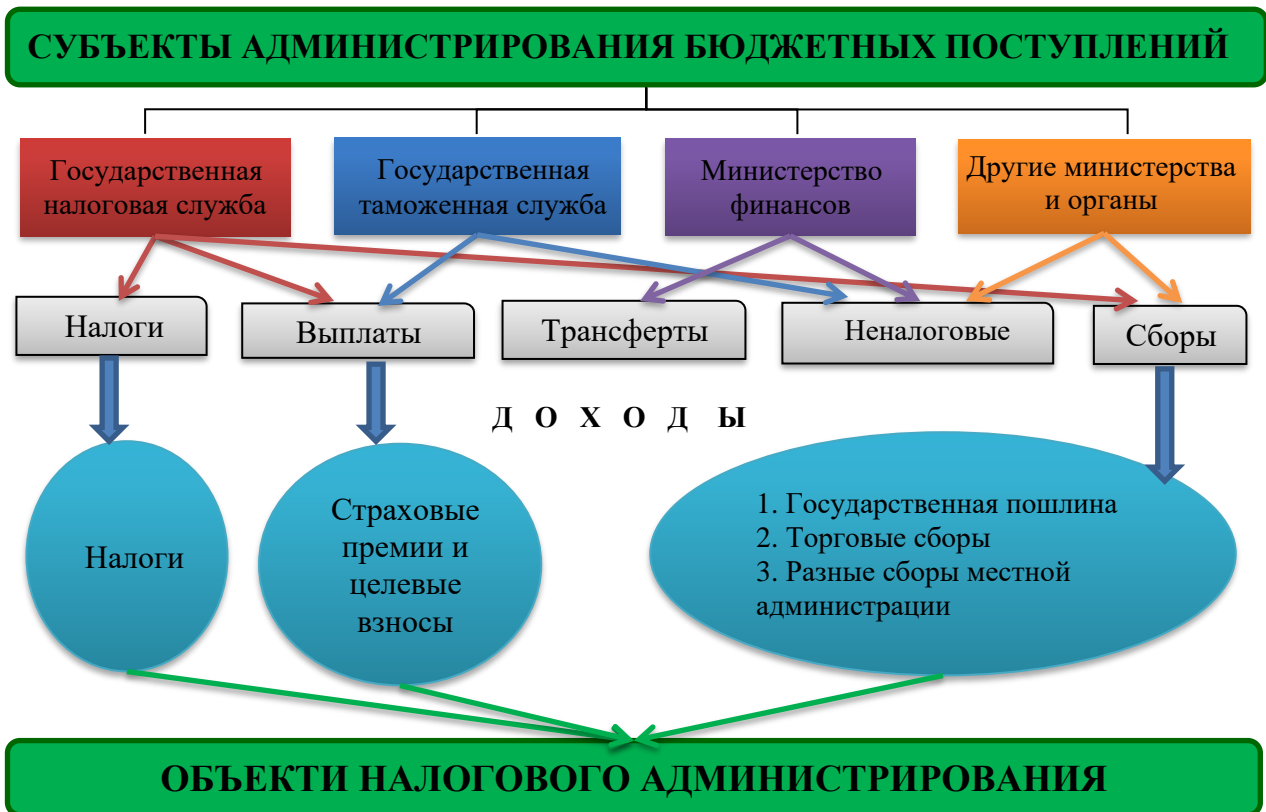 СУБЪЕКТЫ АДМИНИСТРИРОВАНИЯ БЮДЖЕТНЫХ ПОСТУПЛЕНИЙ
Государственная
налоговая служба
Государственная
таможенная служба
Министерство
финансов
Другие министерства
и органы
Налоги
Выплаты
Трансферты
Неналоговые
Сборы
Д О Х О Д Ы
Налоги
Страховые
премии и
целевые
взносы
1. Государственная пошлина
2. Торговые сборы
3. Разные сборы местной
администрации
ОБЪЕКТИ НАЛОГОВОГО АДМИНИСТРИРОВАНИЯ